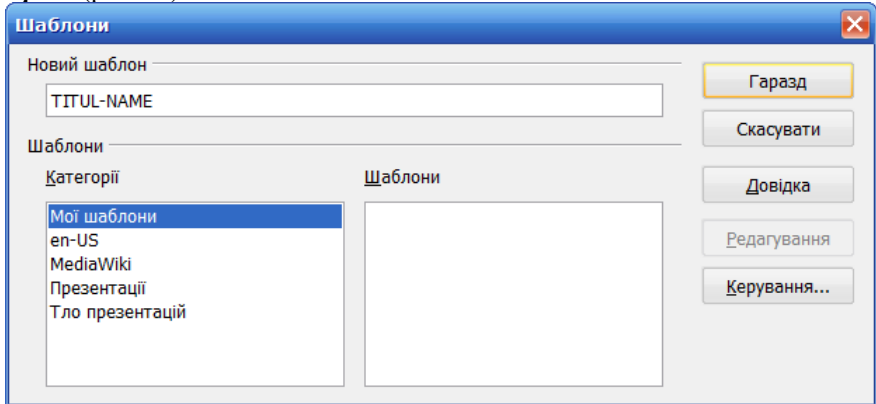 Шаблони
Новий шаблон
TITUL-NAME
Гаразд
Скасувати
Шаблони
Категорії
Шаблони
Довідка
Мої шаблони
en-US
MediaWiki
Презентації
Тло презентацій
Редагування
Керування...